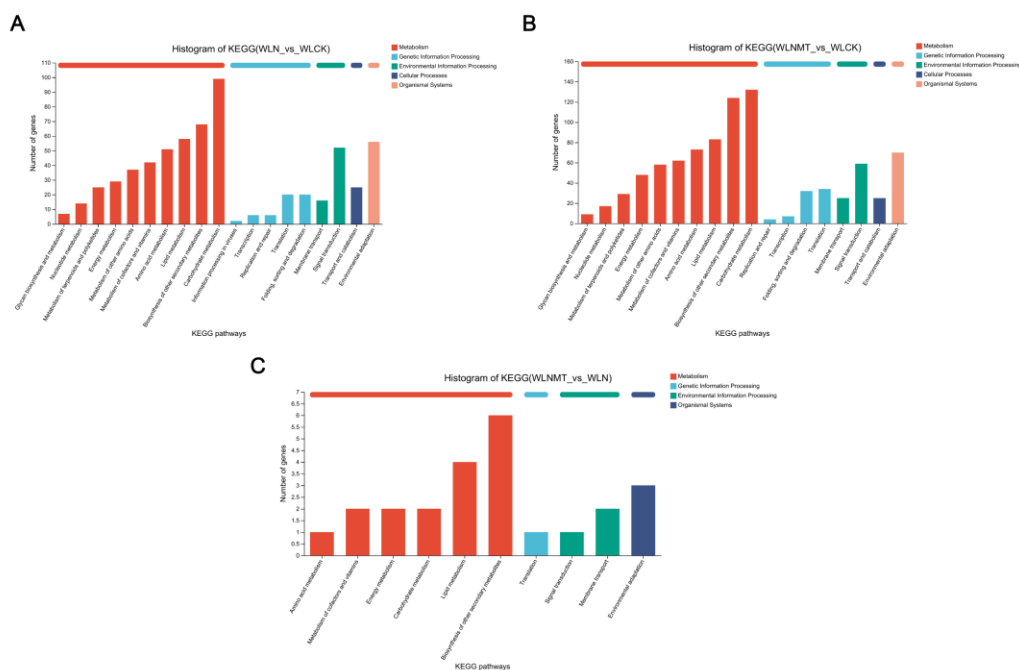 A
Histogram of KEGG(WLN_vs_WLCK)
Metabolism
Genetic Information Processing
Environmental Information Processing
Cellular Processes
Organismal Systems
Number of genes
110
100
90
80
70
60
50
40
30
20
10
0
Glycan biosynthesis and metabolism
Nucleotide metabolism
Metabolism of terpenoids and polyketides
Energy metabolism
Metabolism of other amino acids
Metabolism of cofactors and vitamins
Amino acid metabolism
Lipid metabolism
Biosynthesis of other secondary metabolites
Carbohydrate metabolism
Information processing in viruses
Transcription
Replication and repair
Translation
Folding, sorting and degradation
Membrane transport
Signal transduction
Transport and catabolism
Environmental adaptation
KEGG pathways
B
Histogram of KEGG(WLNMT_vs_WLCK)
Metabolism
Genetic Information Processing
Environmental Information Processing
Cellular Processes
Organismal Systems
Number of genes
160
140
120
100
80
60
40
20
0
Glycan biosynthesis and metabolism
Nucleotide metabolism
Metabolism of terpenoids and polyketides
Energy metabolism
Metabolism of other amino acids
Metabolism of cofactors and vitamins
Amino acid metabolism
Lipid metabolism
Biosynthesis of other secondary metabolites
Carbohydrate metabolism
Replication and repair
Transcription
Folding, sorting and degradation
Translation
Membrane transport
Signal transduction
Transport and catabolism
Environmental adaptation
KEGG pathways
C
Histogram of KEGG(WLNMT_vs_WLN)
Metabolism
Genetic Information Processing
Environmental Information Processing
Organismal Systems
Number of genes
7
6.5
6
5.5
5
4.5
4
3.5
3
2.5
2
1.5
1
0.5
0
Amino acid metabolism
Metabolism of cofactors and vitamins
Energy metabolism
Carbohydrate metabolism
Lipid metabolism
Biosynthesis of other secondary metabolites
Translation
Signal transduction
Membrane transport
Environmental adaptation
KEGG pathways